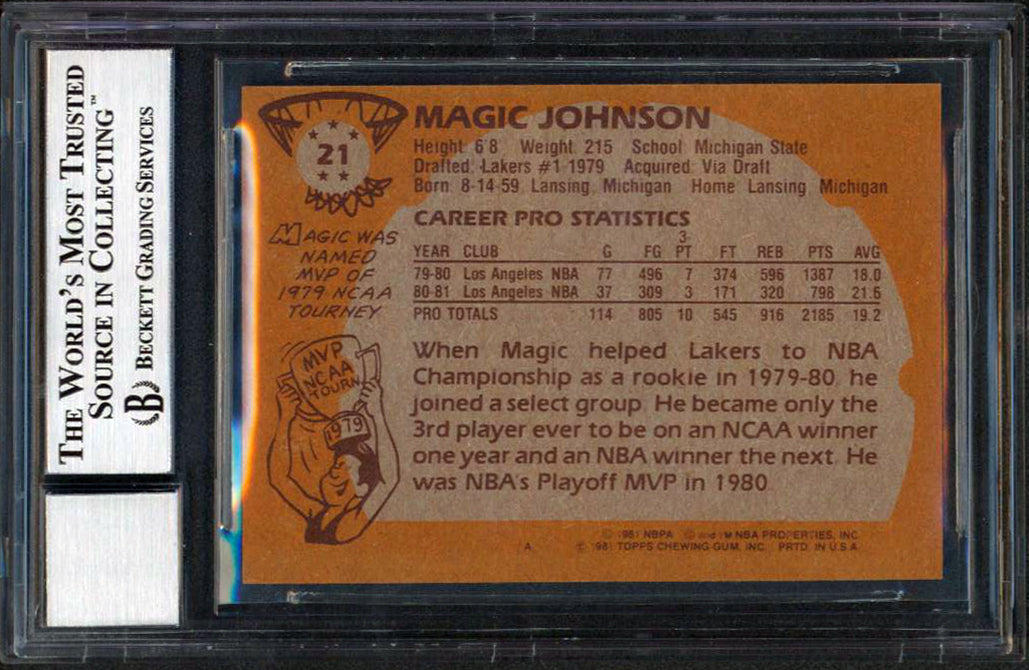 THE WORLD'S MOST TRUSTED
SOURCE IN COLLECTING™
B
BECKETT GRADING SERVICES
21
MAGIC JOHNSON
Height 6'8 Weight 215 School Michigan State
Drafted: Lakers #1-1979 Acquired Via Draft
Born: 8-14-59 Lansing Michigan Home Lansing Michigan
CAREER PRO STATISTICS
YEAR CLUB G FG 3-PT FT REB PTS AVG
79-80 Los Angeles NBA 77 496 7 374 596 1387 18.0
80-81 Los Angeles NBA 37 309 3 171 320 798 21.6
PRO TOTALS 114 805 10 545 916 2185 19.2
MAGIC WAS
NAMED
MVP OF
1979 NCAA
TOURNEY
MVP
NCAA
TOURN
1979
When Magic helped Lakers to NBA
Championship as a rookie in 1979-80, he
joined a select group. He became only the
3rd player ever to be on an NCAA winner
one year and an NBA winner the next. He
was NBA's Playoff MVP in 1980.
© 1981 NBPA © and TM NBA PROPERTIES, INC.
A © 1981 TOPPS CHEWING GUM, INC. PRTD. IN U.S.A.